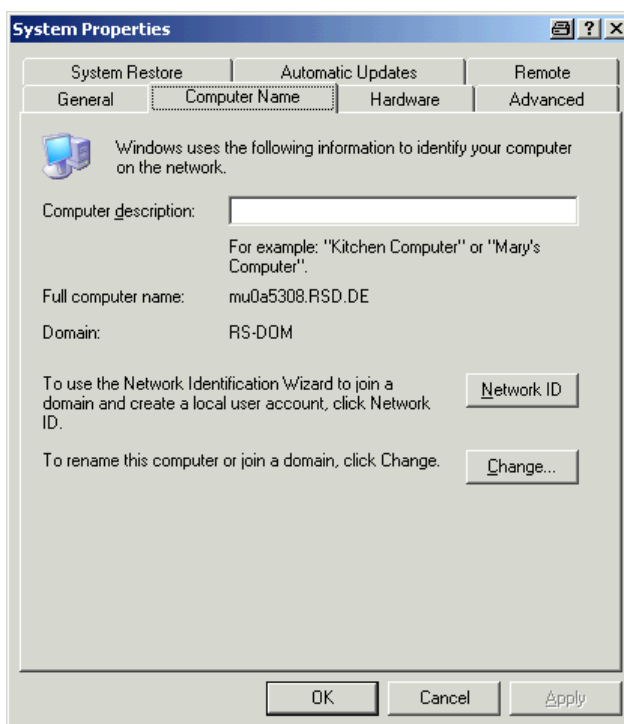 System Properties
System Restore
Automatic Updates
Remote
General
Computer Name
Hardware
Advanced
Windows uses the following information to identify your computer
on the network.
Computer description:
For example: "Kitchen Computer" or "Mary's
Computer".
Full computer name:
mu0a5308.RSD.DE
Domain:
RS-DOM
To use the Network Identification Wizard to join a
domain and create a local user account, click Network
ID.
Network ID
To rename this computer or join a domain, click Change.
Change...
OK
Cancel
Apply